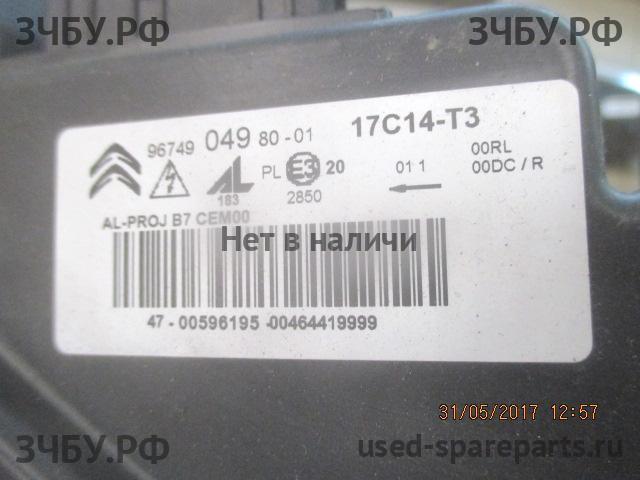 ЗЧБУ.РФ ЗЧБУ.РФ
96749 049 80-01 17C14-T3
AL 183 PL E3 20 2850 01 1 00RL
00DC / R
AL-PROJ B7 CEM00
Нет в наличи
47 - 00596195 -00464419999
31/05/2017 12:57
ЗЧБУ.РФ used-spareparts.ru